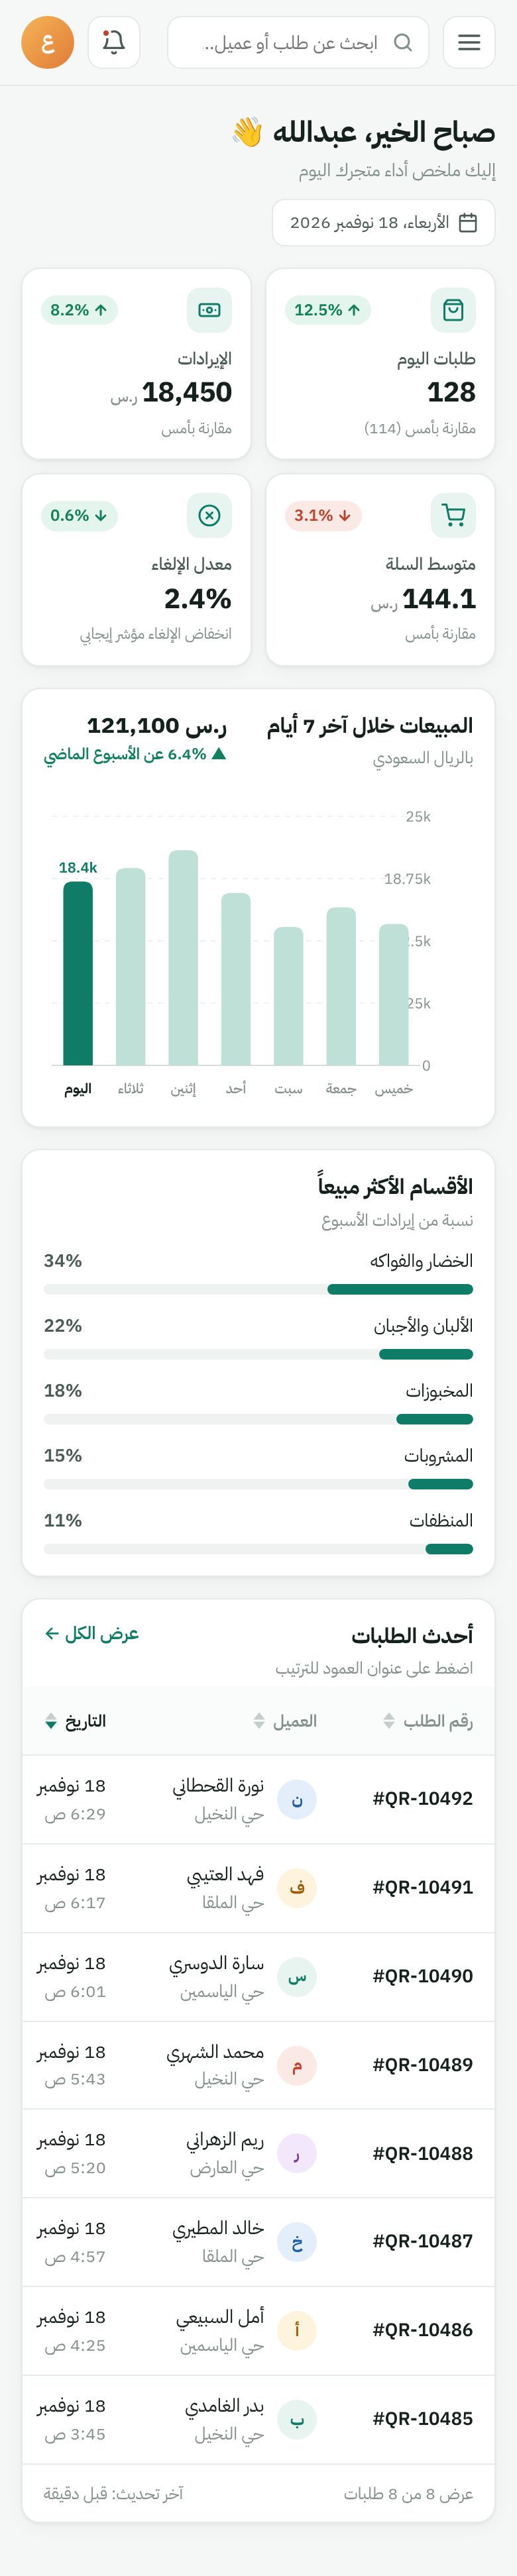 ابحث عن طلب أو عميل..
ع
صباح الخير، عبدالله 👋
إليك ملخص أداء متجرك اليوم
الأربعاء، 18 نوفمبر 2026
↑ 12.5%
طلبات اليوم
128
مقارنة بأمس (114)
↑ 8.2%
الإيرادات
18,450 ر.س
مقارنة بأمس
↓ 3.1%
متوسط السلة
144.1 ر.س
مقارنة بأمس
↓ 0.6%
معدل الإلغاء
2.4%
انخفاض الإلغاء مؤشر إيجابي
المبيعات خلال آخر 7 أيام
بالريال السعودي
ر.س 121,100
▲ 6.4% عن الأسبوع الماضي
25k
18.75k
.5k
25k
0
18.4k
خميس
جمعة
سبت
أحد
إثنين
ثلاثاء
اليوم
الأقسام الأكثر مبيعاً
نسبة من إيرادات الأسبوع
الخضار والفواكه 34%
الألبان والأجبان 22%
المخبوزات 18%
المشروبات 15%
المنظفات 11%
أحدث الطلبات
اضغط على عنوان العمود للترتيب
عرض الكل ←
رقم الطلب العميل التاريخ
#QR-10492 ن نورة القحطاني 18 نوفمبر
حي النخيل 6:29 ص
#QR-10491 ف فهد العتيبي 18 نوفمبر
حي الملقا 6:17 ص
#QR-10490 س سارة الدوسري 18 نوفمبر
حي الياسمين 6:01 ص
#QR-10489 م محمد الشهري 18 نوفمبر
حي النخيل 5:43 ص
#QR-10488 ر ريم الزهراني 18 نوفمبر
حي العارض 5:20 ص
#QR-10487 خ خالد المطيري 18 نوفمبر
حي الملقا 4:57 ص
#QR-10486 أ أمل السبيعي 18 نوفمبر
حي الياسمين 4:25 ص
#QR-10485 ب بدر الغامدي 18 نوفمبر
حي النخيل 3:45 ص
عرض 8 من 8 طلبات
آخر تحديث: قبل دقيقة